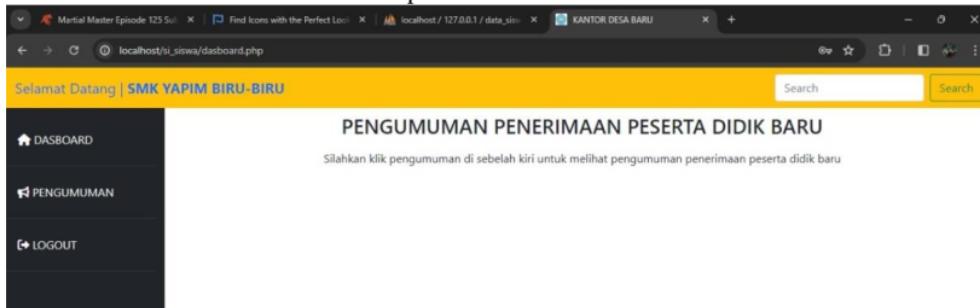 Martial Master Episode 125 Sub
Find Icons with the Perfect Look
localhost / 127.0.0.1 / data_sisw
KANTOR DESA BARU
localhost/si_siswa/dasboard.php
Selamat Datang | SMK YAPIM BIRU-BIRU
Search
Search
DASBOARD
PENGUMUMAN
LOGOUT
PENGUMUMAN PENERIMAAN PESERTA DIDIK BARU
Silahkan klik pengumuman di sebelah kiri untuk melihat pengumuman penerimaan peserta didik baru